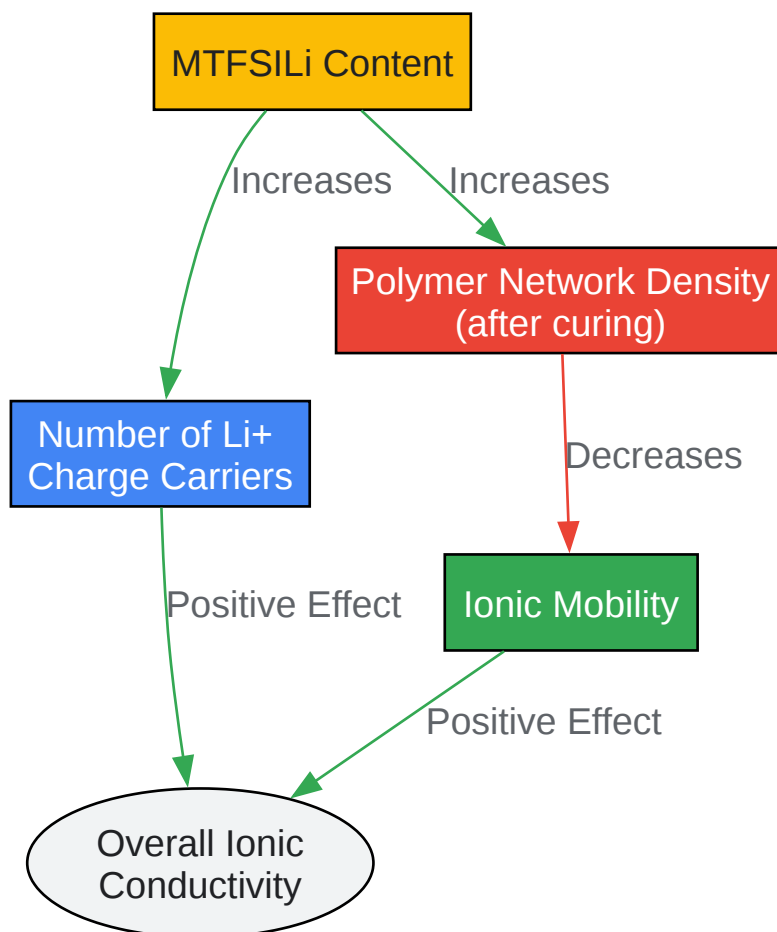 MTFSILi Content
Increases
Increases
Polymer Network Density
(after curing)
Number of Li+
Charge Carriers
Decreases
Positive Effect
Ionic Mobility
Positive Effect
Overall Ionic
Conductivity